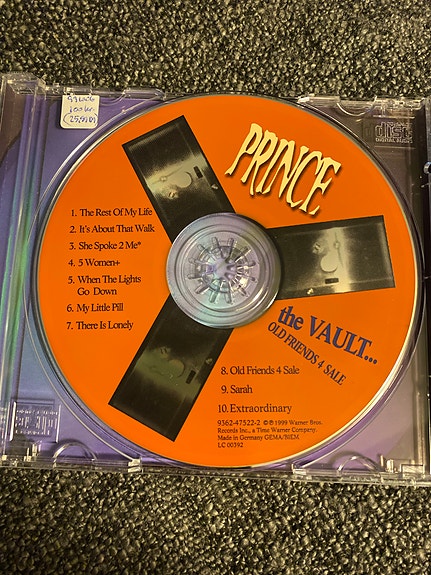 PRINCE
1. The Rest Of My Life
2. It's About That Walk
3. She Spoke 2 Me*
4. 5 Women+
5. When The Lights
Go Down
6. My Little Pill
7. There Is Lonely
the VAULT...
OLD FRIENDS 4 SALE
8. Old Friends 4 Sale
9. Sarah
10. Extraordinary
9362-47522-2 © ℗ 1999 Warner Bros.
Records Inc., a Time Warner Company.
Made in Germany GEMA/BIEM
LC 00392
disc
DIGITAL AUDIO